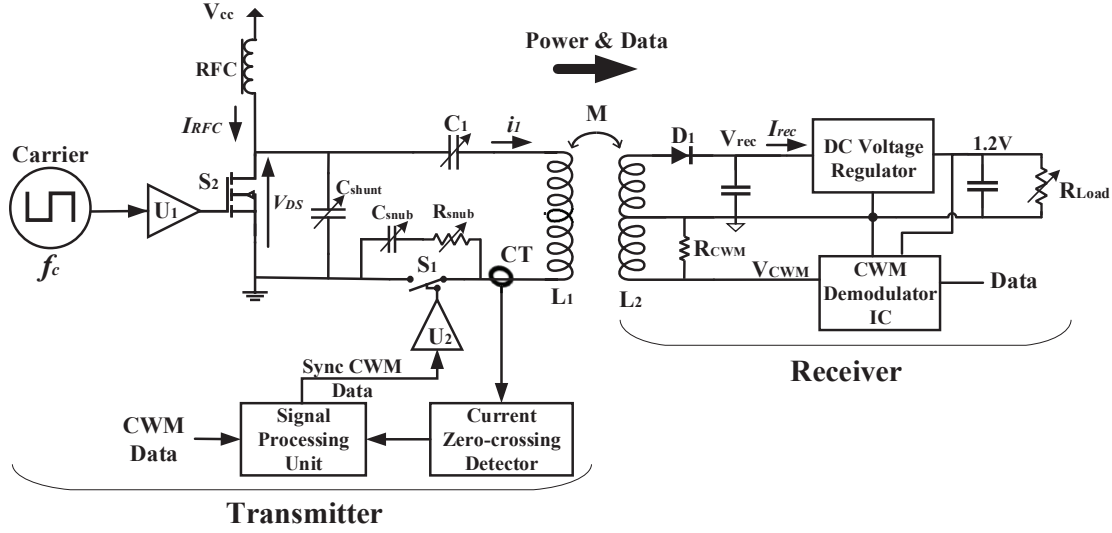 Vcc
RFC
IRFC
Carrier
fc
U1
S2
VDS
Cshunt
C1
i1
Csnub
Rsnub
S1
CT
L1
U2
Sync CWM
Data
CWM
Data
Signal
Processing
Unit
Current
Zero-crossing
Detector
Transmitter
Power & Data
M
L2
D1
Vrec
Irec
DC Voltage
Regulator
1.2V
RLoad
RCWM
VCWM
CWM
Demodulator
IC
Data
Receiver